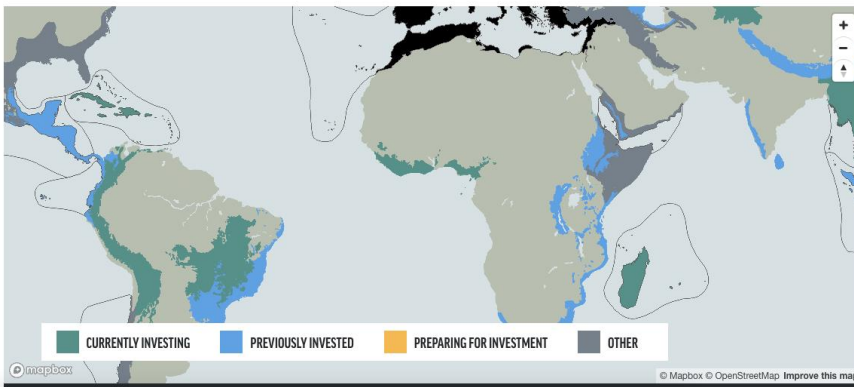 +
−
CURRENTLY INVESTING
PREVIOUSLY INVESTED
PREPARING FOR INVESTMENT
OTHER
mapbox
© Mapbox © OpenStreetMap Improve this map